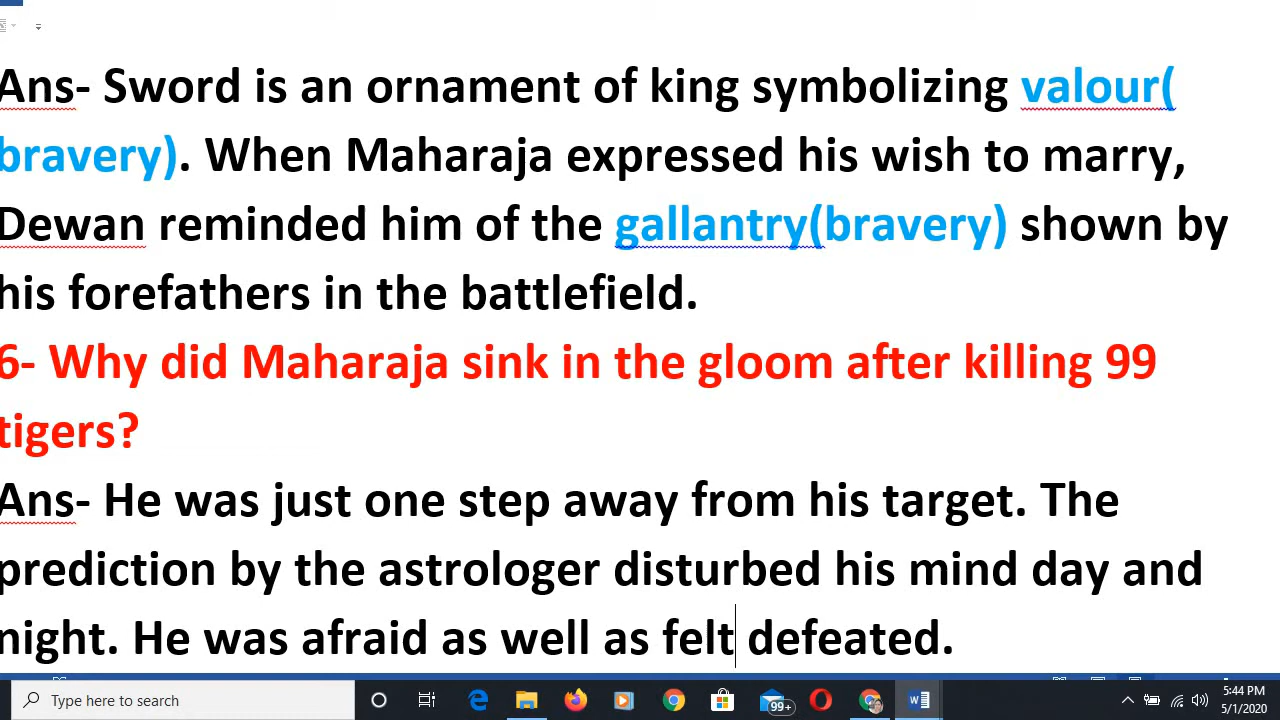 Ans- Sword is an ornament of king symbolizing valour(
bravery). When Maharaja expressed his wish to marry,
Dewan reminded him of the gallantry(bravery) shown by
his forefathers in the battlefield.
6- Why did Maharaja sink in the gloom after killing 99
tigers?
Ans- He was just one step away from his target. The
prediction by the astrologer disturbed his mind day and
night. He was afraid as well as felt defeated.
Type here to search
99+
5:44 PM
5/1/2020